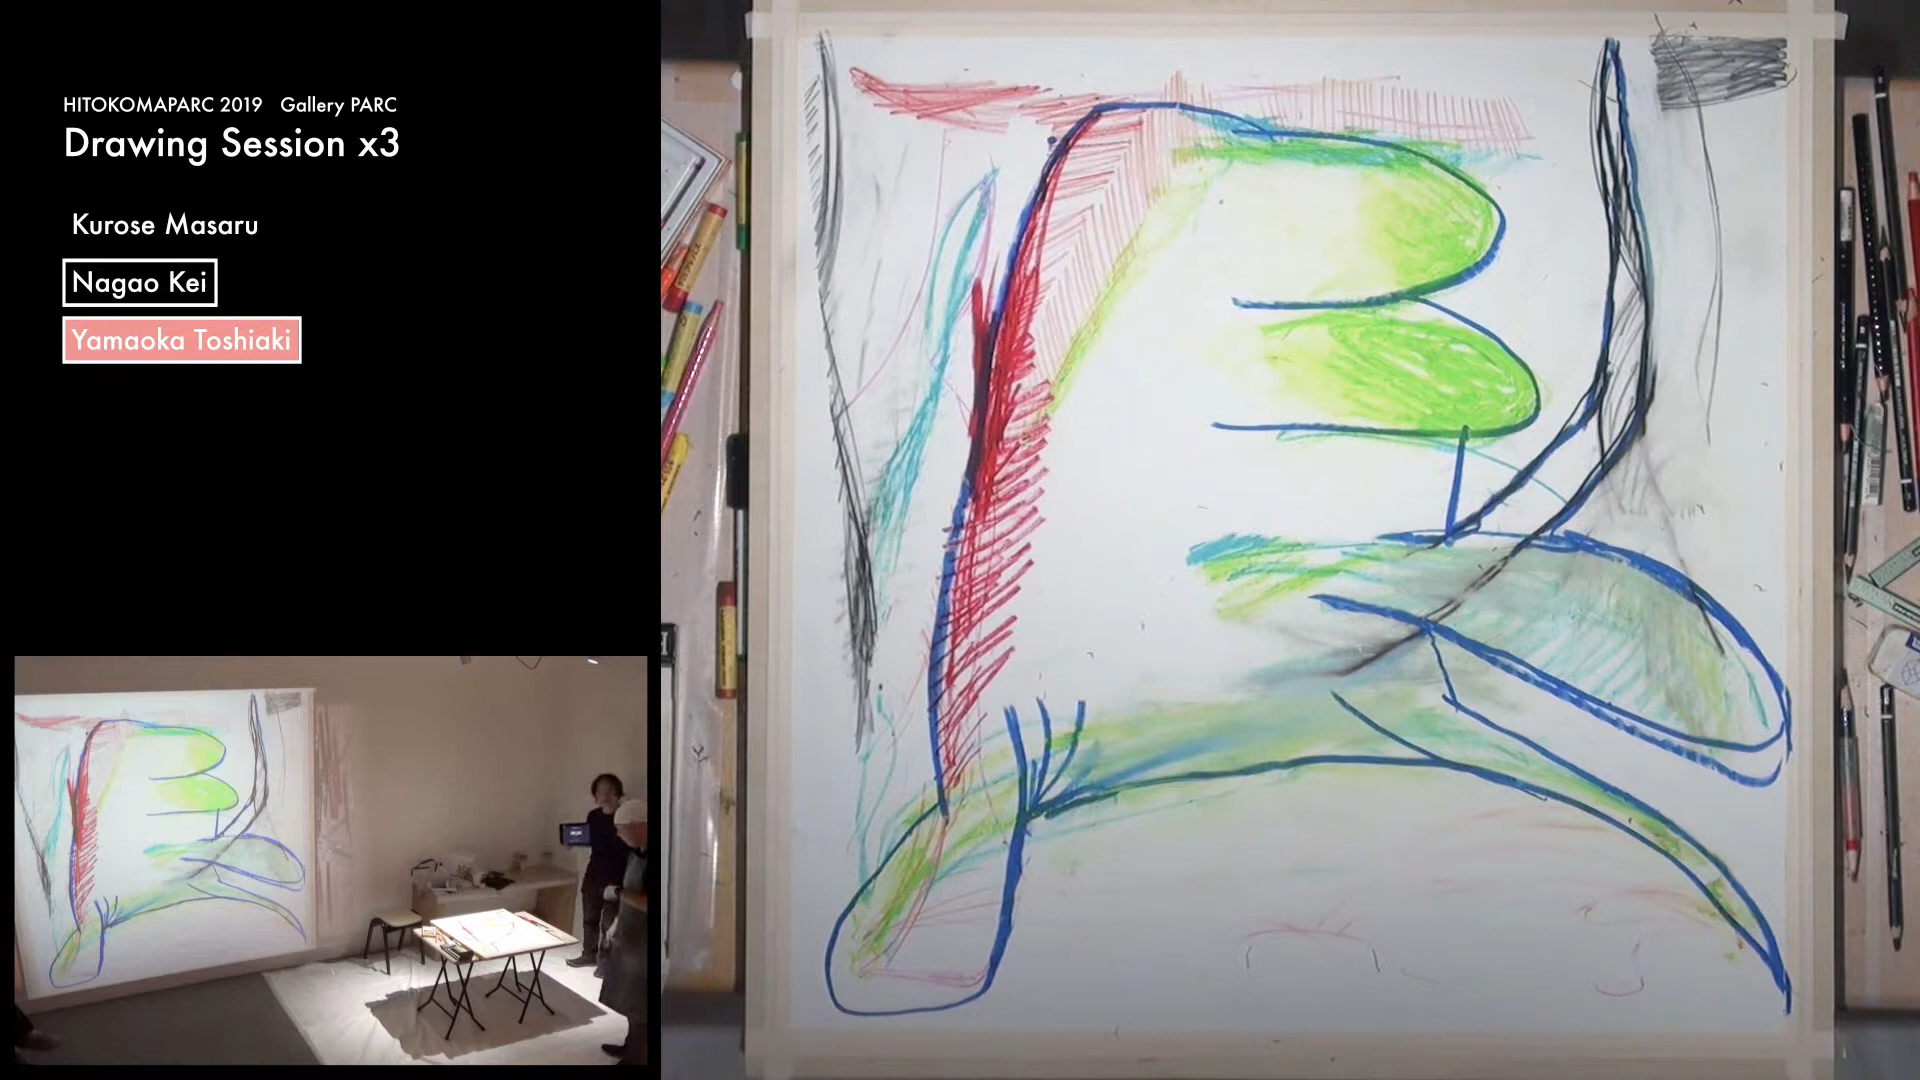 HITOKOMAPARC 2019 Gallery PARC
Drawing Session x3
Kurose Masaru
Nagao Kei
Yamaoka Toshiaki